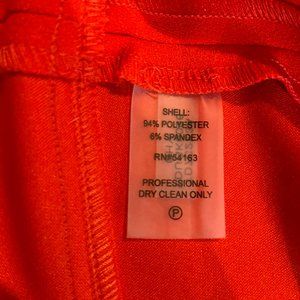 SHELL:
94% POLYESTER
6% SPANDEX
RN#54163
PROFESSIONAL
DRY CLEAN ONLY
P